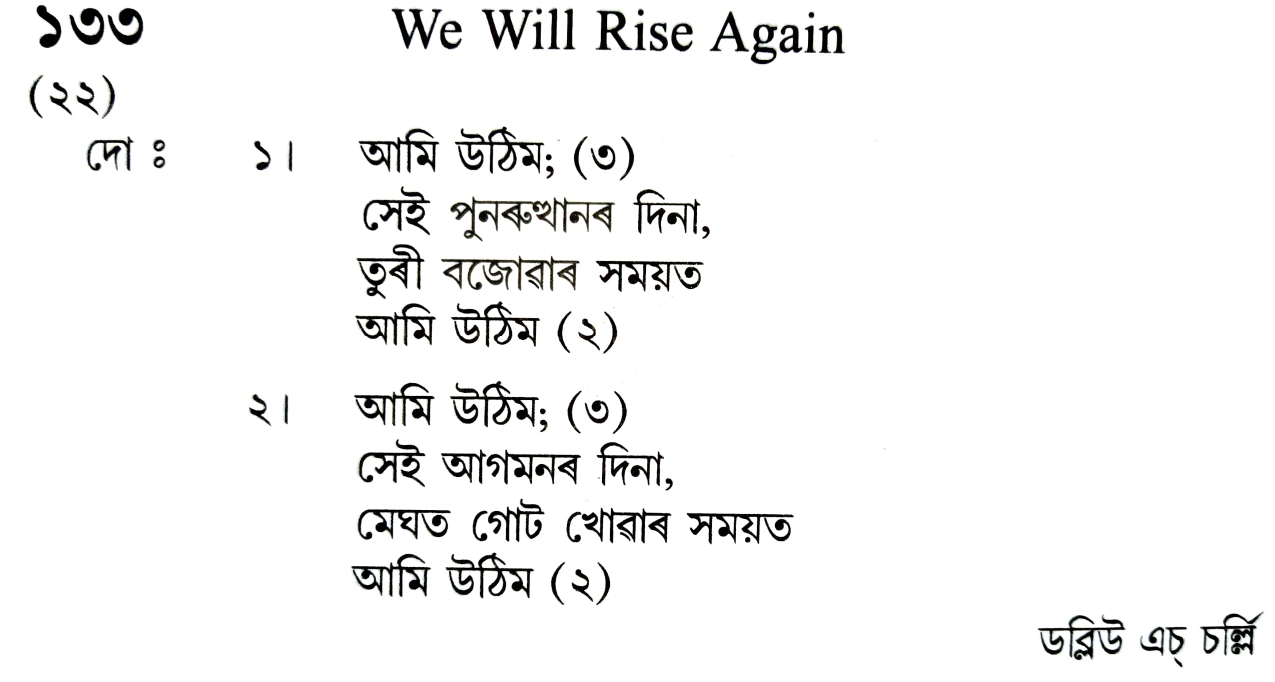 ১৩৩ We Will Rise Again
(২২)
দো ঃ ১। আমি উঠিম; (৩)
সেই পুনৰুত্থানৰ দিনা,
তুৰী বজোৱাৰ সময়ত
আমি উঠিম (২)
২। আমি উঠিম; (৩)
সেই আগমনৰ দিনা,
মেঘত গোট খোৱাৰ সময়ত
আমি উঠিম (২)
ডব্লিউ এচ্ চৰ্ল্লি